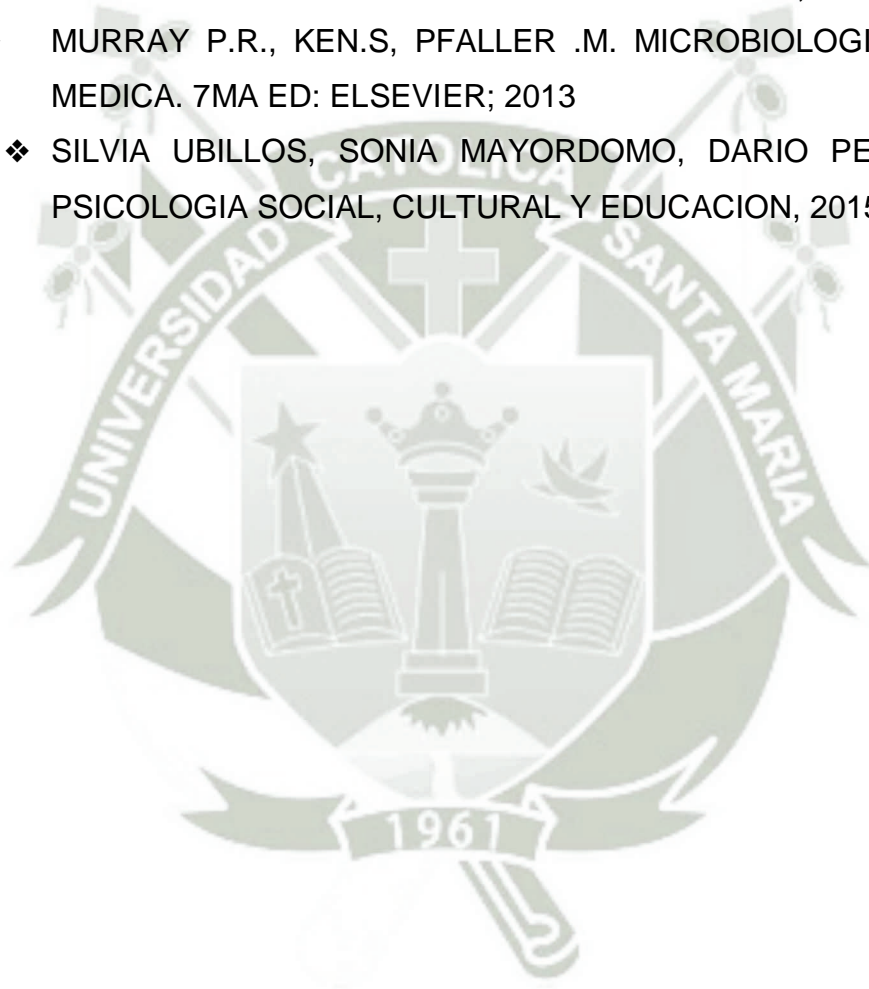 MURRAY P.R., KEN.S, PFALLER .M. MICROBIOLOGI
MEDICA. 7MA ED: ELSEVIER; 2013
❖ SILVIA UBILLOS, SONIA MAYORDOMO, DARIO PE
PSICOLOGIA SOCIAL, CULTURAL Y EDUCACION, 2015
UNIVERSIDAD CATOLICA SANTA MARIA
1961